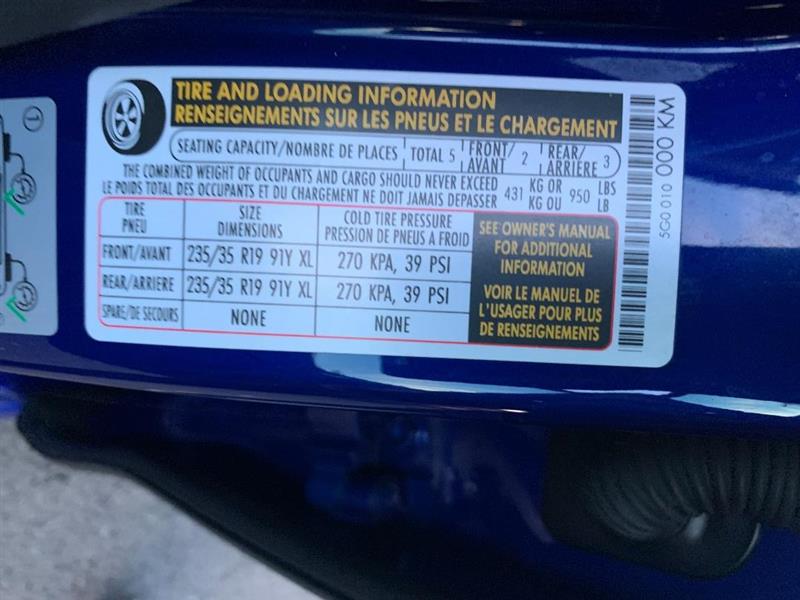 TIRE AND LOADING INFORMATION
RENSEIGNEMENTS SUR LES PNEUS ET LE CHARGEMENT
SEATING CAPACITY/NOMBRE DE PLACES TOTAL 5 FRONT/AVANT 2 REAR/ARRIÈRE 3
THE COMBINED WEIGHT OF OCCUPANTS AND CARGO SHOULD NEVER EXCEED 431 KG OR 950 LBS
LE POIDS TOTAL DES OCCUPANTS ET DU CHARGEMENT NE DOIT JAMAIS DEPASSER KG OU LB
TIRE SIZE COLD TIRE PRESSURE
PNEU DIMENSIONS PRESSION DE PNEUS A FROID
FRONT/AVANT 235/35 R19 91Y XL 270 KPA, 39 PSI
REAR/ARRIERE 235/35 R19 91Y XL 270 KPA, 39 PSI
SPARE/DE SECOURS NONE NONE
SEE OWNER'S MANUAL
FOR ADDITIONAL
INFORMATION
VOIR LE MANUEL DE
L'USAGER POUR PLUS
DE RENSEIGNEMENTS
5G0 010 000 KM
1